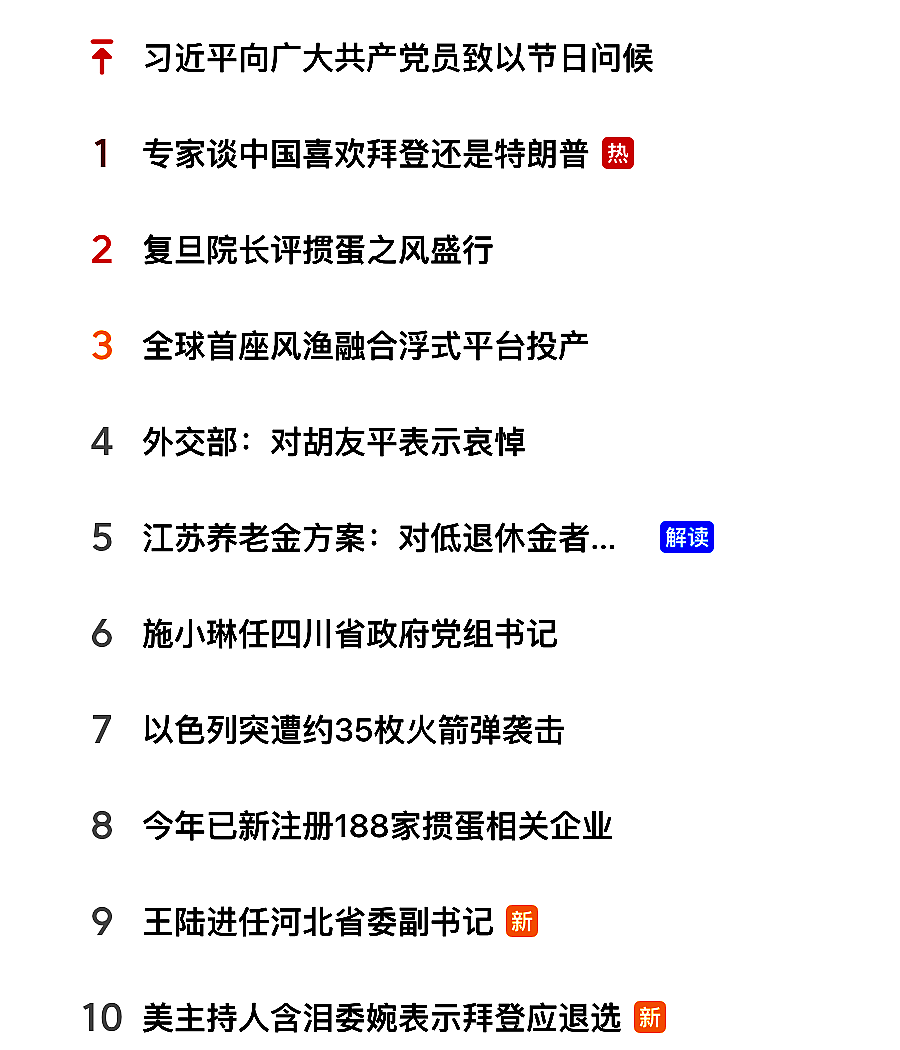 习近平向广大共产党员致以节日问候
1 专家谈中国喜欢拜登还是特朗普 热
2 复旦院长评掼蛋之风盛行
3 全球首座风渔融合浮式平台投产
4 外交部：对胡友平表示哀悼
5 江苏养老金方案：对低退休金者... 解读
6 施小琳任四川省政府党组书记
7 以色列突遭约35枚火箭弹袭击
8 今年已新注册188家掼蛋相关企业
9 王陆进任河北省委副书记 新
10 美主持人含泪委婉表示拜登应退选 新